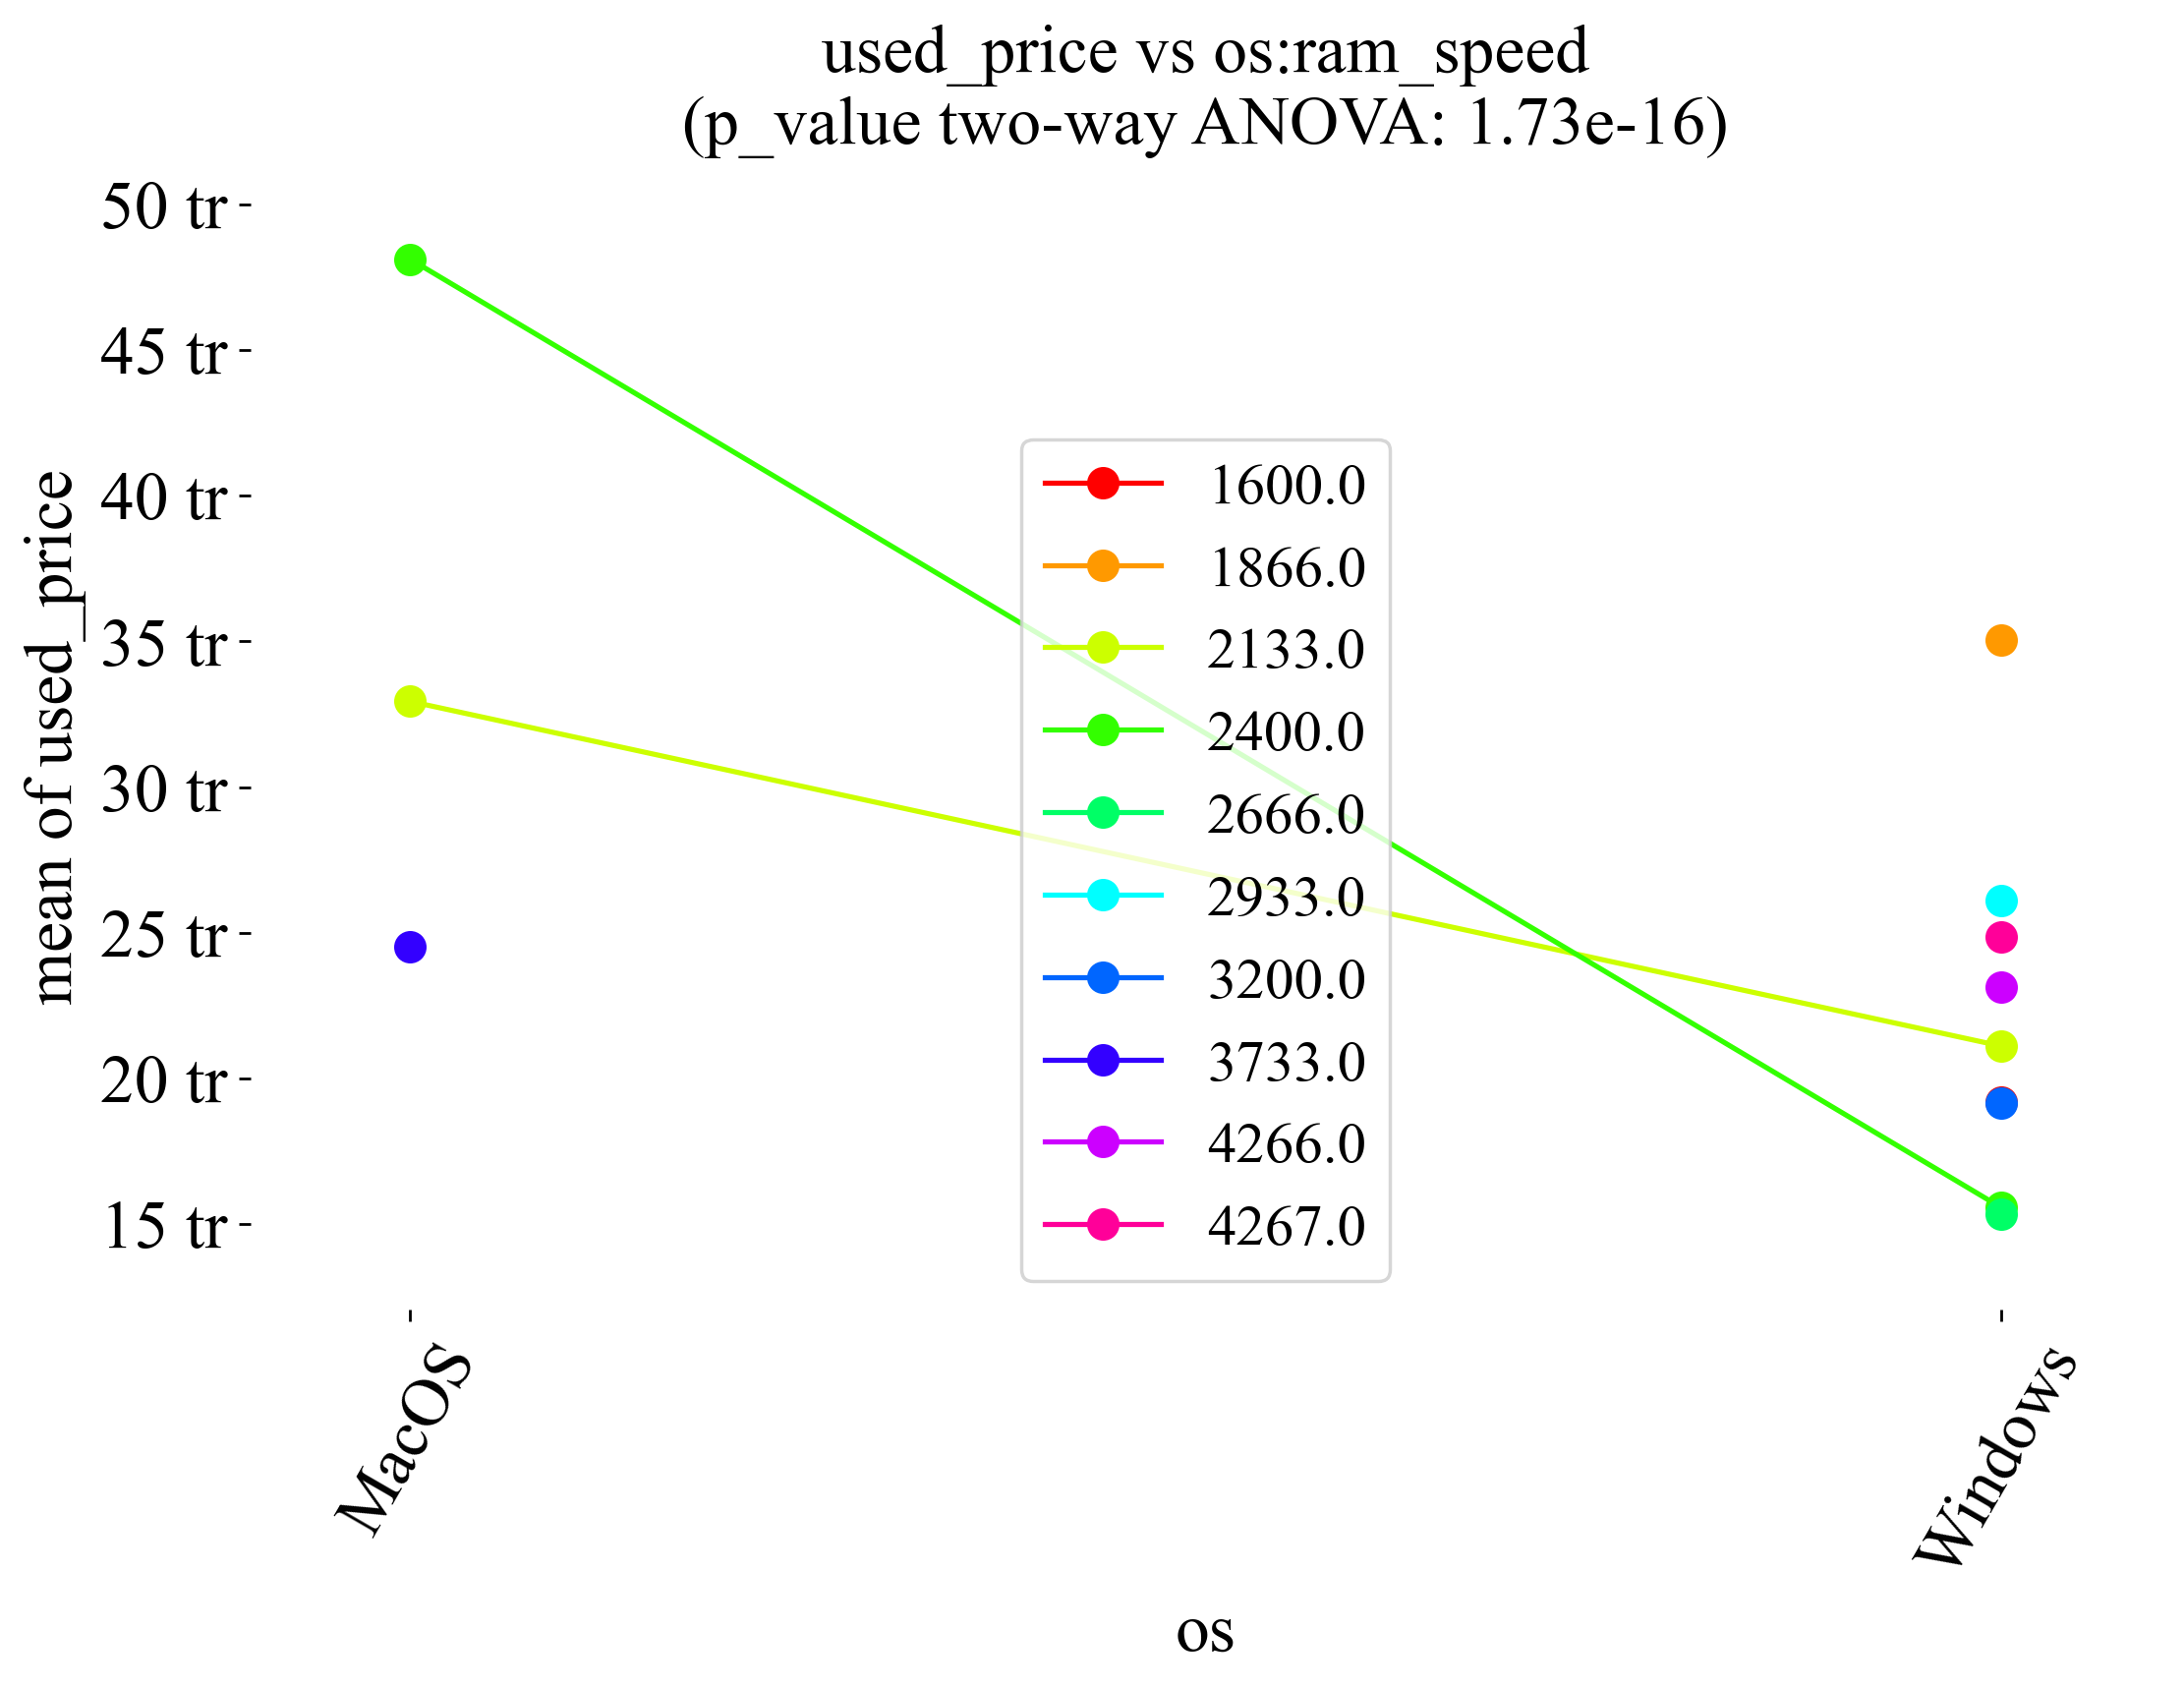 used_price vs os:ram_speed
(p_value two-way ANOVA: 1.73e-16)
50 tr
45 tr
40 tr
35 tr
30 tr
25 tr
20 tr
15 tr
mean of used_price
1600.0
1866.0
2133.0
2400.0
2666.0
2933.0
3200.0
3733.0
4266.0
4267.0
MacOS
Windows
os